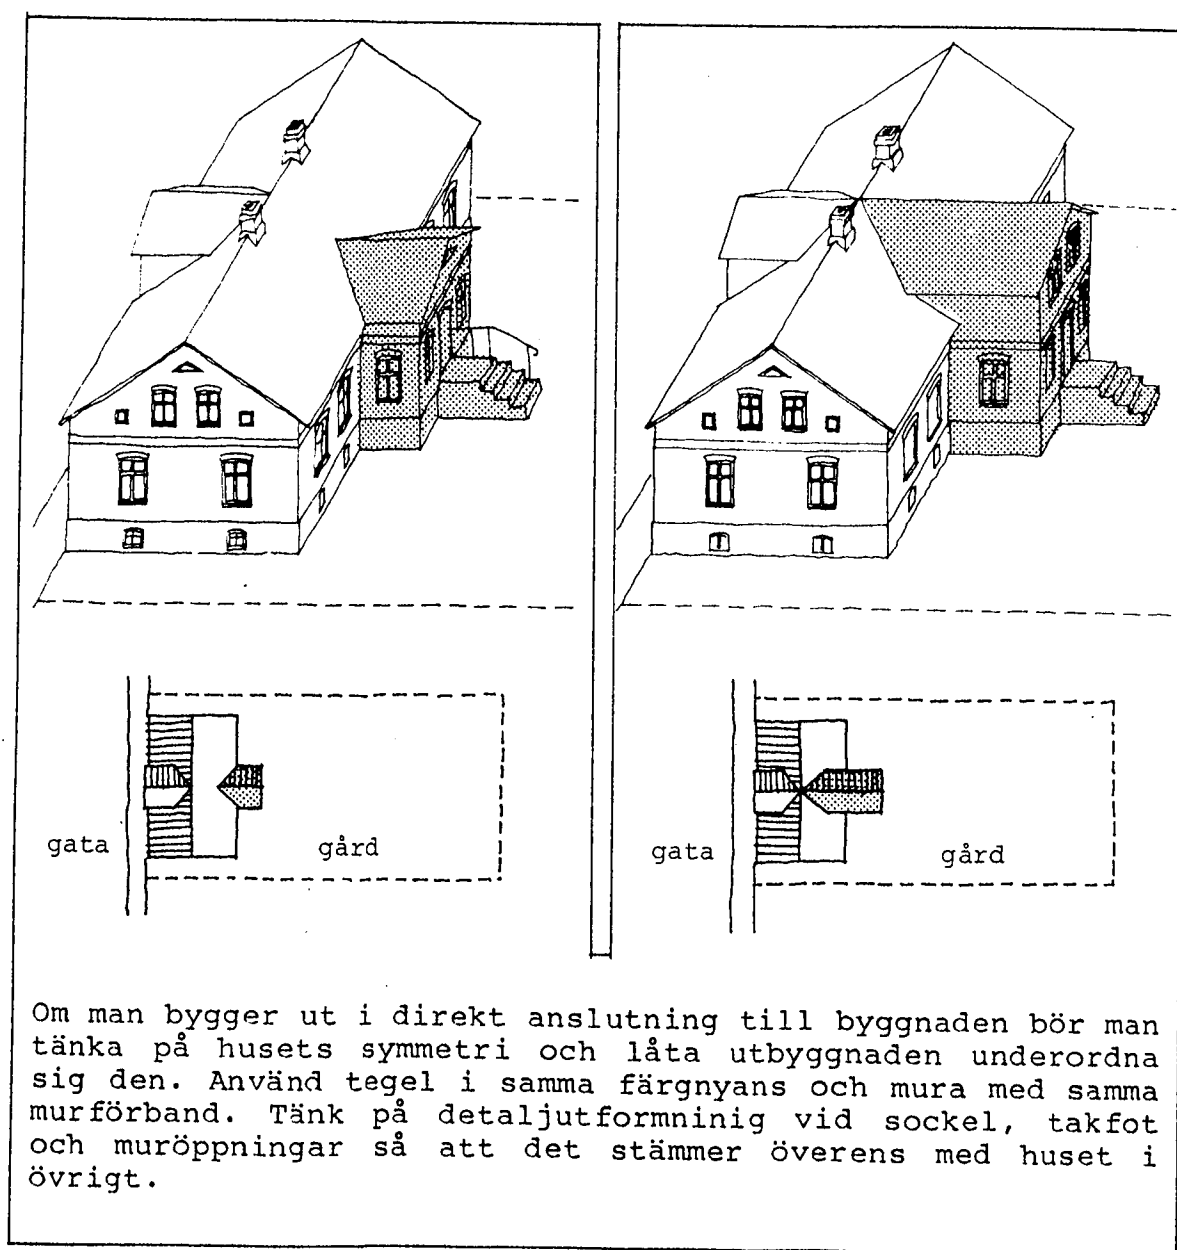 gata
gård
gata
gård
Om man bygger ut i direkt anslutning till byggnaden bör man
tänka på husets symmetri och låta utbyggnaden underordna
sig den. Använd tegel i samma färgnyans och mura med samma
murförband. Tänk på detaljutformninig vid sockel, takfot
och muröppningar så att det stämmer överens med huset i
övrigt.